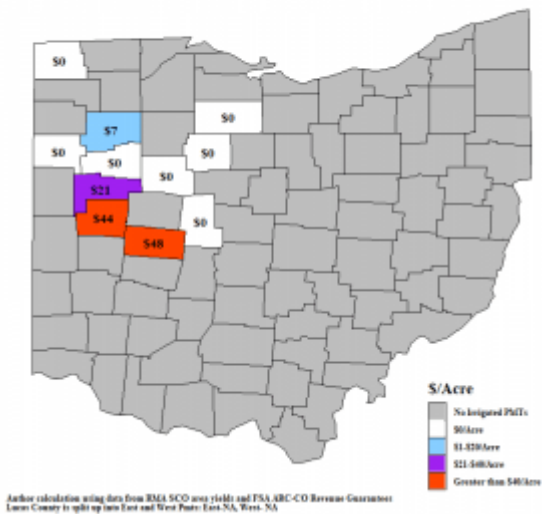 $0
$0
$7
$0
$0
$0
$0
$21
$44
$0
$48
$/Acre
No Irrigated PMTs
$0/Acre
$1-$20/Acre
$21-$40/Acre
Greater than $40/Acre
Author calculation using data from RMA SCO area yields and FSA ARC-CO Revenue Guarantees
Lucas County is split up into East and West Pmts: East-NA, West- NA